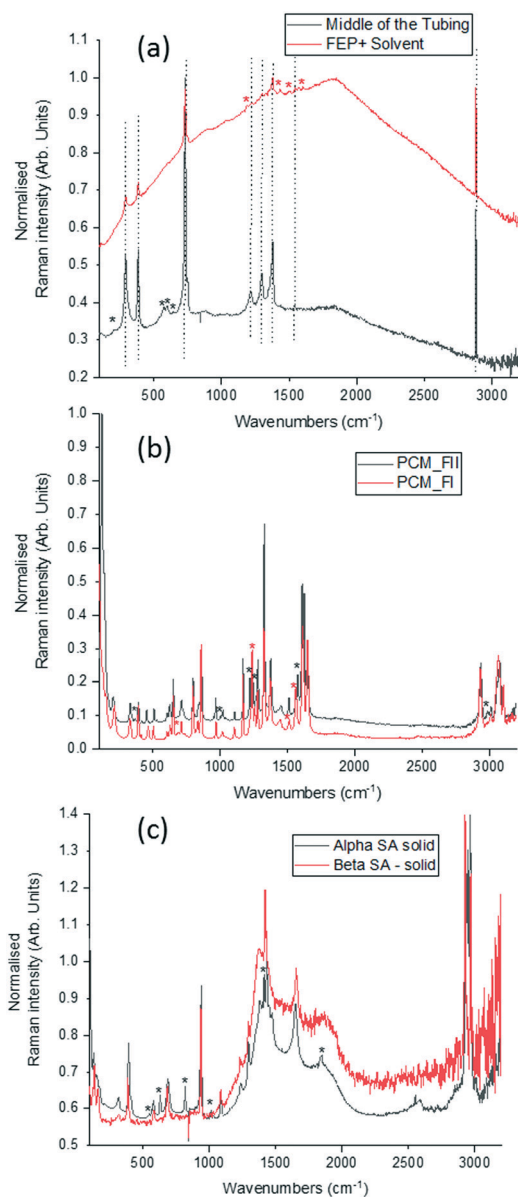 (a)
Middle of the Tubing
FEP+ Solvent
1.1
1.0
0.9
0.8
0.7
0.6
0.5
0.4
0.3
0.2
Normalised
Raman intensity (Arb. Units)
* * * * *
* * * *
500 1000 1500 2000 2500 3000
Wavenumbers (cm-1)
(b)
PCM_FII
PCM_FI
1.0
0.9
0.8
0.7
0.6
0.5
0.4
0.3
0.2
0.1
0.0
Normalised
Raman intensity (Arb. Units)
500 1000 1500 2000 2500 3000
Wavenumbers (cm-1)
(c)
Alpha SA solid
Beta SA - solid
1.4
1.3
1.2
1.1
1.0
0.9
0.8
0.7
0.6
0.5
Normalised
Raman intensity (Arb. Units)
500 1000 1500 2000 2500 3000
Wavenumbers (cm-1)